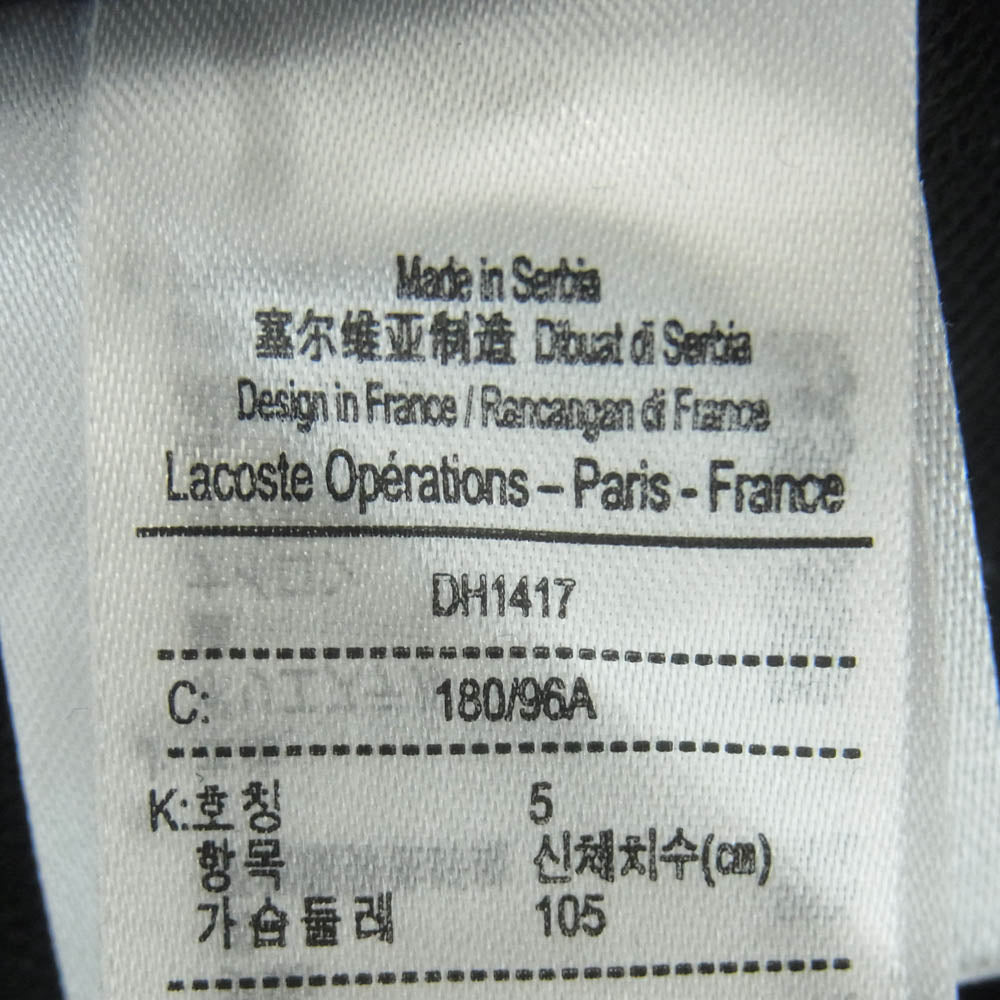 Made in Serbia
塞尔维亚制造 Dibuat di Serbia
Design in France / Rancangan di France
Lacoste Opérations – Paris - France
DH1417
C: 180/96A
K:호칭 5
항목 신체치수(cm)
가슴둘레 105